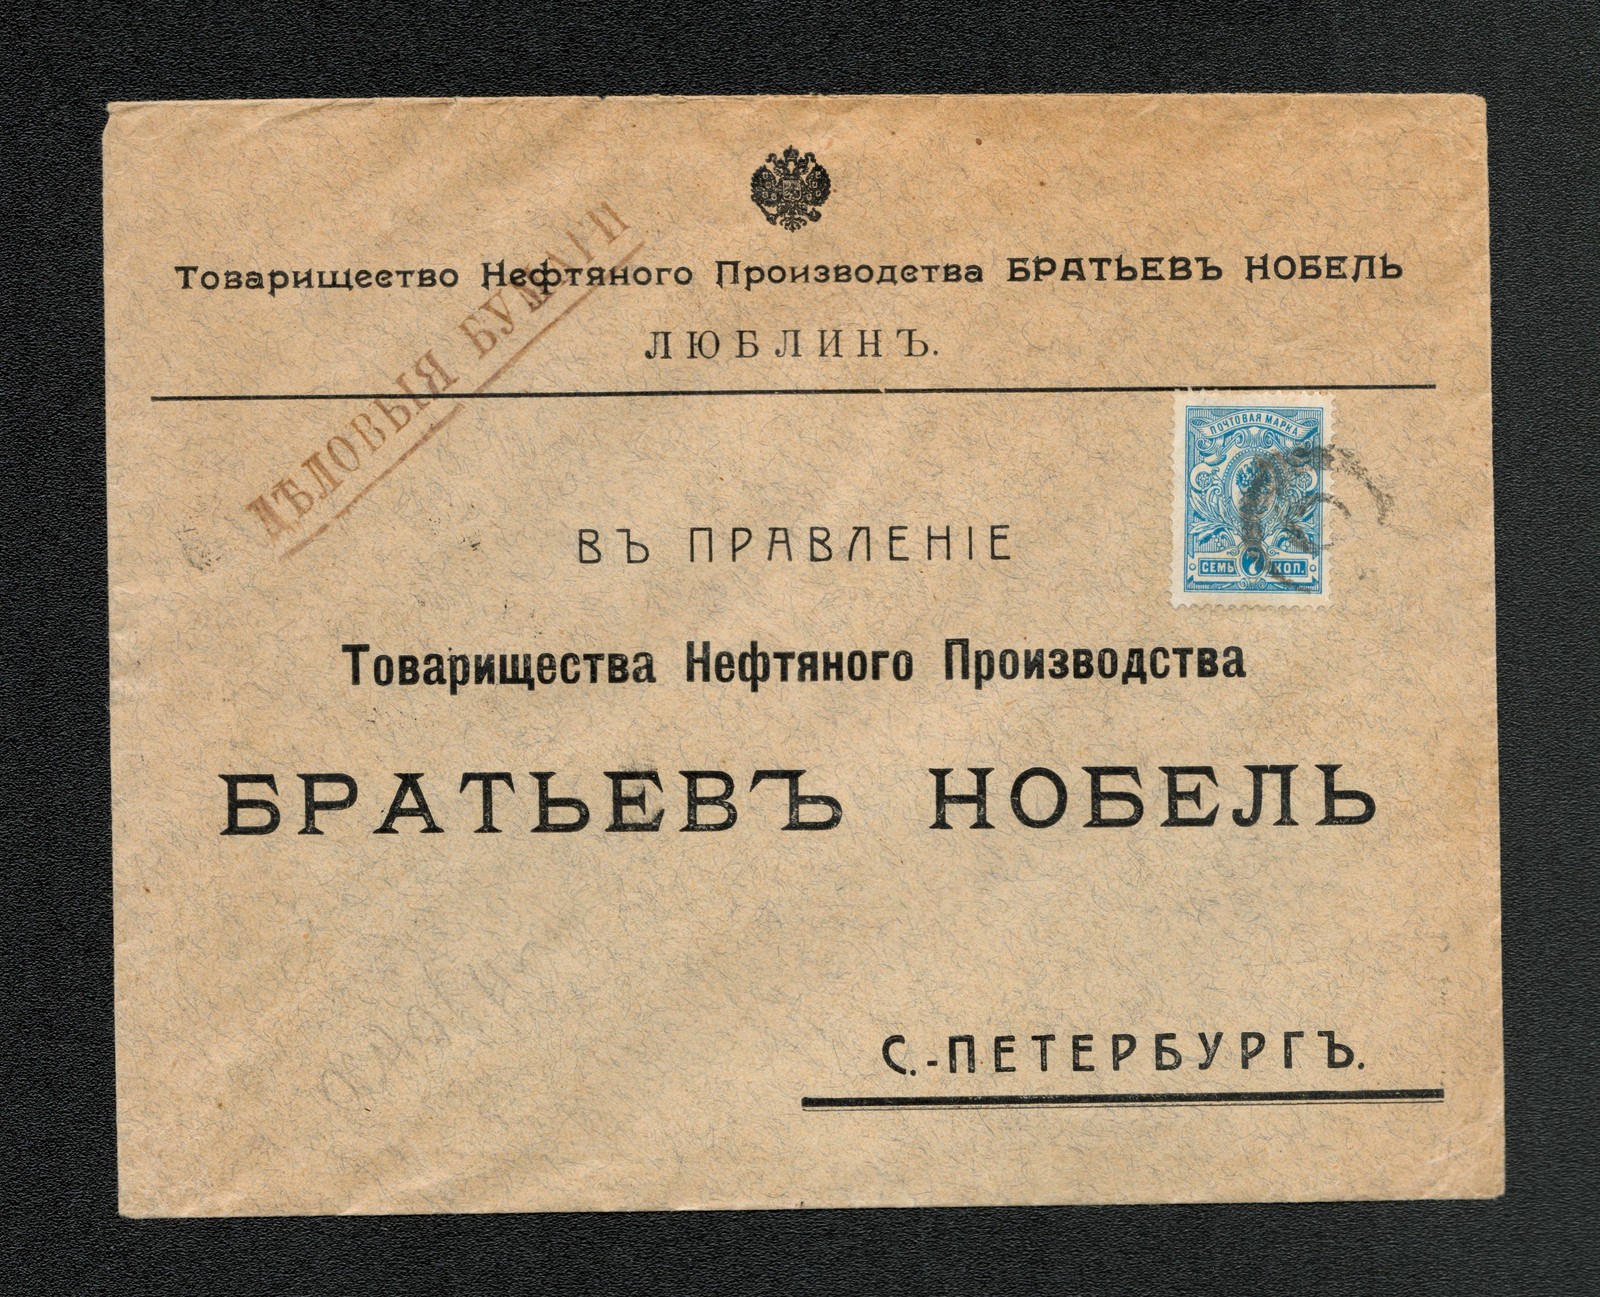 Товарищество Нефтяного Производства БРАТЬЕВЪ НОБЕЛЬ
ЛЮБЛИНЪ.
ДѢЛОВЫЯ БУМАГИ
ПОЧТОВАЯ МАРКА
СЕМЬ 7 КОП.
ВЪ ПРАВЛЕНІЕ
Товарищества Нефтяного Производства
БРАТЬЕВЪ НОБЕЛЬ
С.-ПЕТЕРБУРГЪ.